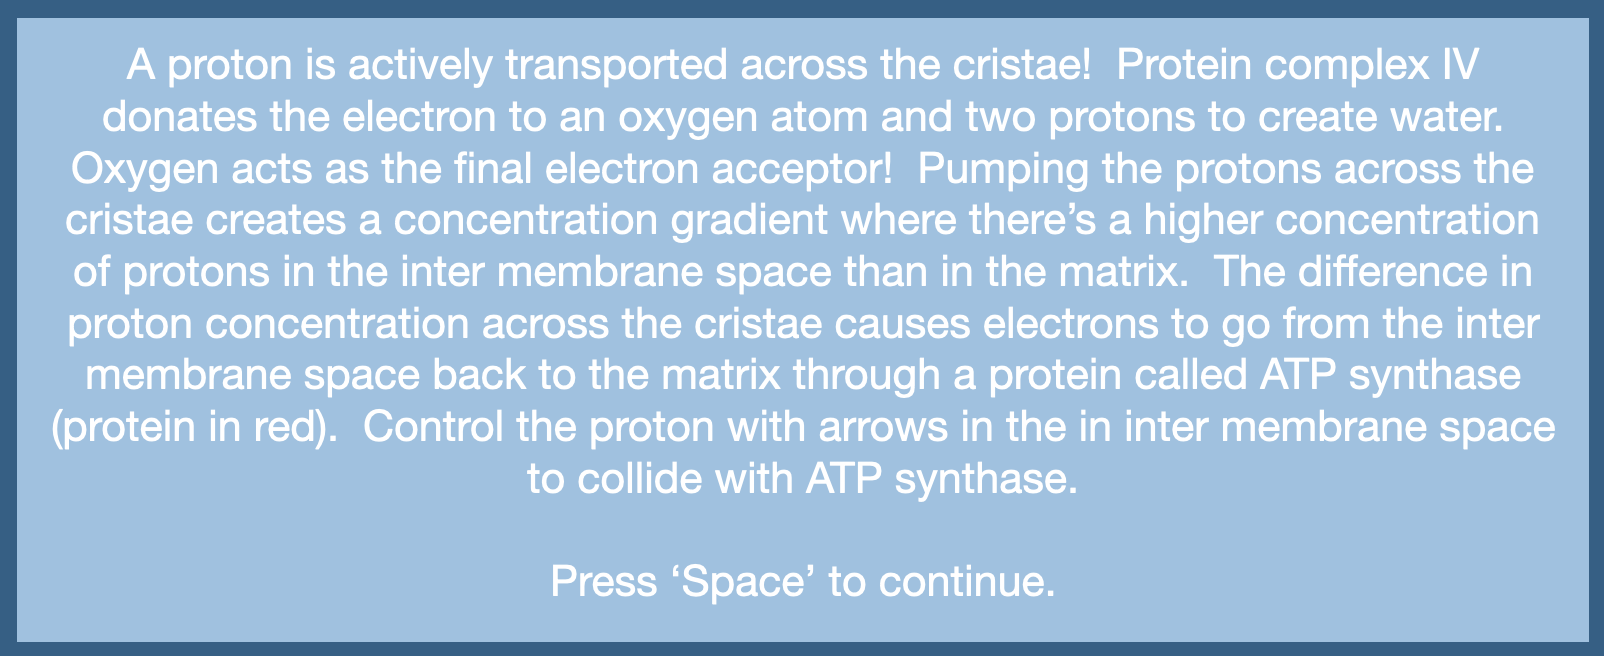 A proton is actively transported across the cristae!  Protein complex IV
donates the electron to an oxygen atom and two protons to create water.
Oxygen acts as the final electron acceptor!  Pumping the protons across the
cristae creates a concentration gradient where there’s a higher concentration
of protons in the inter membrane space than in the matrix.  The difference in
proton concentration across the cristae causes electrons to go from the inter
membrane space back to the matrix through a protein called ATP synthase
(protein in red).  Control the proton with arrows in the in inter membrane space
to collide with ATP synthase.
Press ‘Space’ to continue.